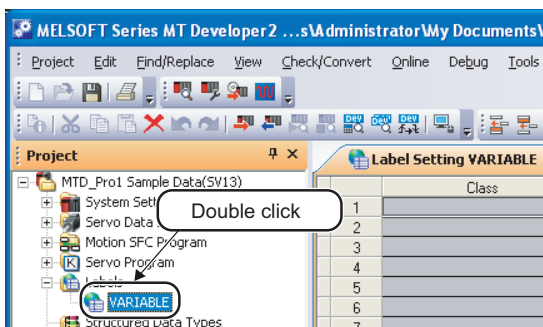 MELSOFT Series MT Developer2 ...s\Administrator\My Documents\
Project Edit Find/Replace View Check/Convert Online Debug Tools
Project
Label Setting VARIABLE
MTD_Pro1 Sample Data(SV13)
System Sett
Servo Data
Motion SFC Program
Servo Program
Labels
VARIABLE
Structured Data Types
Double click
Class
1
2
3
4
5
6
7